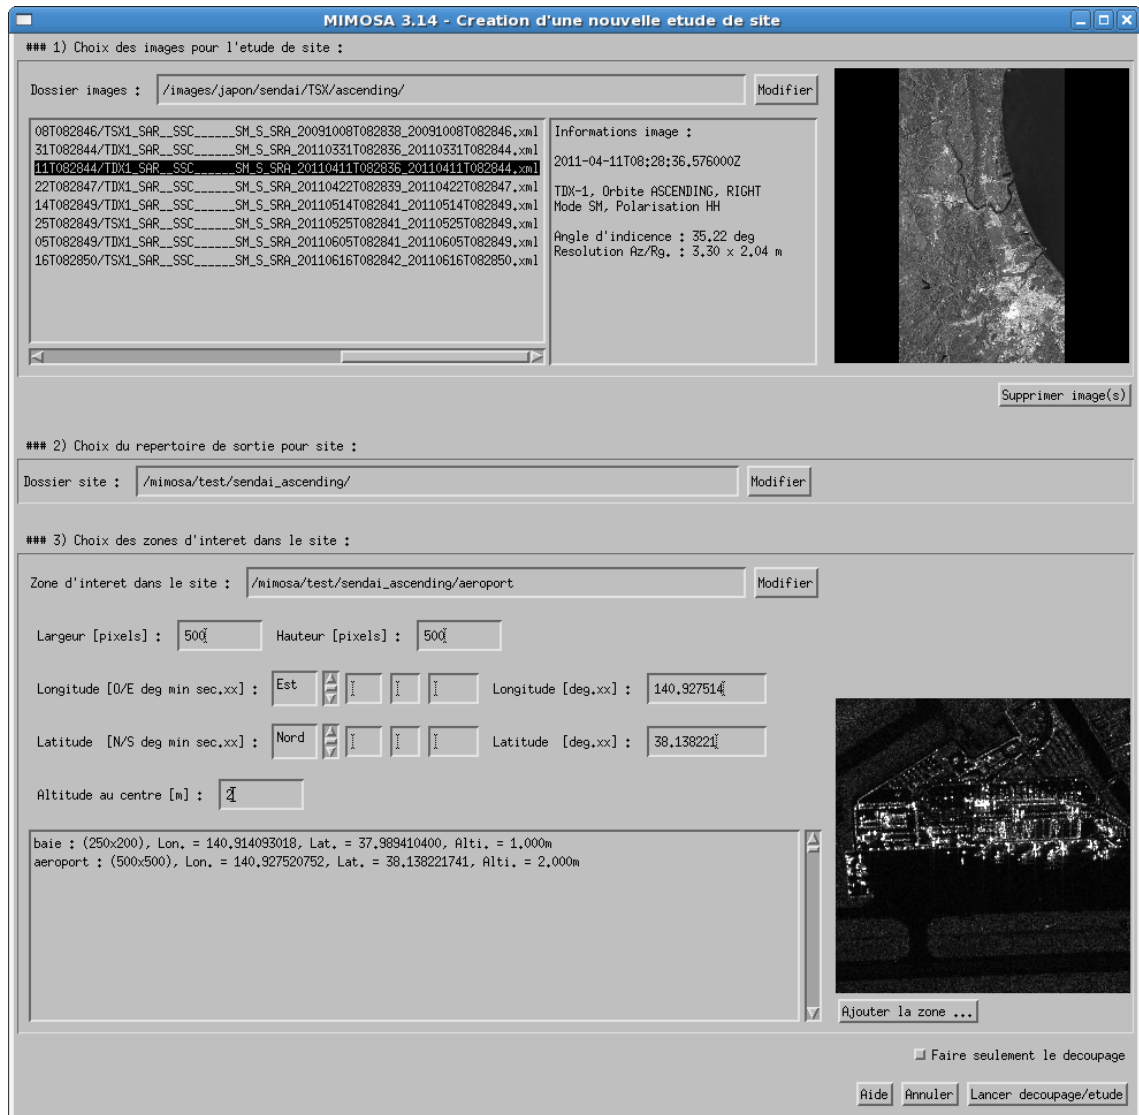 MIMOSA 3.14 - Creation d'une nouvelle etude de site
### 1) Choix des images pour l'etude de site :
Dossier images : /images/japon/sendai/TSX/ascending/ Modifier
08T082846/TSX1_SAR__SSC______SM_S_SRA_20091008T082838_20091008T082846.xml
31T082844/TDX1_SAR__SSC______SM_S_SRA_20110331T082836_20110331T082844.xml
11T082844/TDX1_SAR__SSC______SM_S_SRA_20110411T082836_20110411T082844.xml
22T082847/TDX1_SAR__SSC______SM_S_SRA_20110422T082839_20110422T082847.xml
14T082849/TDX1_SAR__SSC______SM_S_SRA_20110514T082841_20110514T082849.xml
25T082849/TSX1_SAR__SSC______SM_S_SRA_20110525T082841_20110525T082849.xml
05T082849/TDX1_SAR__SSC______SM_S_SRA_20110605T082841_20110605T082849.xml
16T082850/TSX1_SAR__SSC______SM_S_SRA_20110616T082842_20110616T082850.xml
Informations image :
2011-04-11T08:28:36.576000Z
TDX-1, Orbite ASCENDING, RIGHT
Mode SM, Polarisation HH
Angle d'indicence : 35.22 deg
Resolution Az/Rg. : 3.30 x 2.04 m
Supprimer image(s)
### 2) Choix du repertoire de sortie pour site :
Dossier site : /mimosa/test/sendai_ascending/ Modifier
### 3) Choix des zones d'interet dans le site :
Zone d'interet dans le site : /mimosa/test/sendai_ascending/aeroport Modifier
Largeur [pixels] : 500 Hauteur [pixels] : 500
Longitude [O/E deg min sec.xx] : Est Longitude [deg.xx] : 140.927514
Latitude [N/S deg min sec.xx] : Nord Latitude [deg.xx] : 38.138221
Altitude au centre [m] : 2
baie : (250x200), Lon. = 140.914093018, Lat. = 37.989410400, Alti. = 1.000m
aeroport : (500x500), Lon. = 140.927520752, Lat. = 38.138221741, Alti. = 2.000m
Ajouter la zone ...
Faire seulement le decoupage
Aide Annuler Lancer decoupage/etude